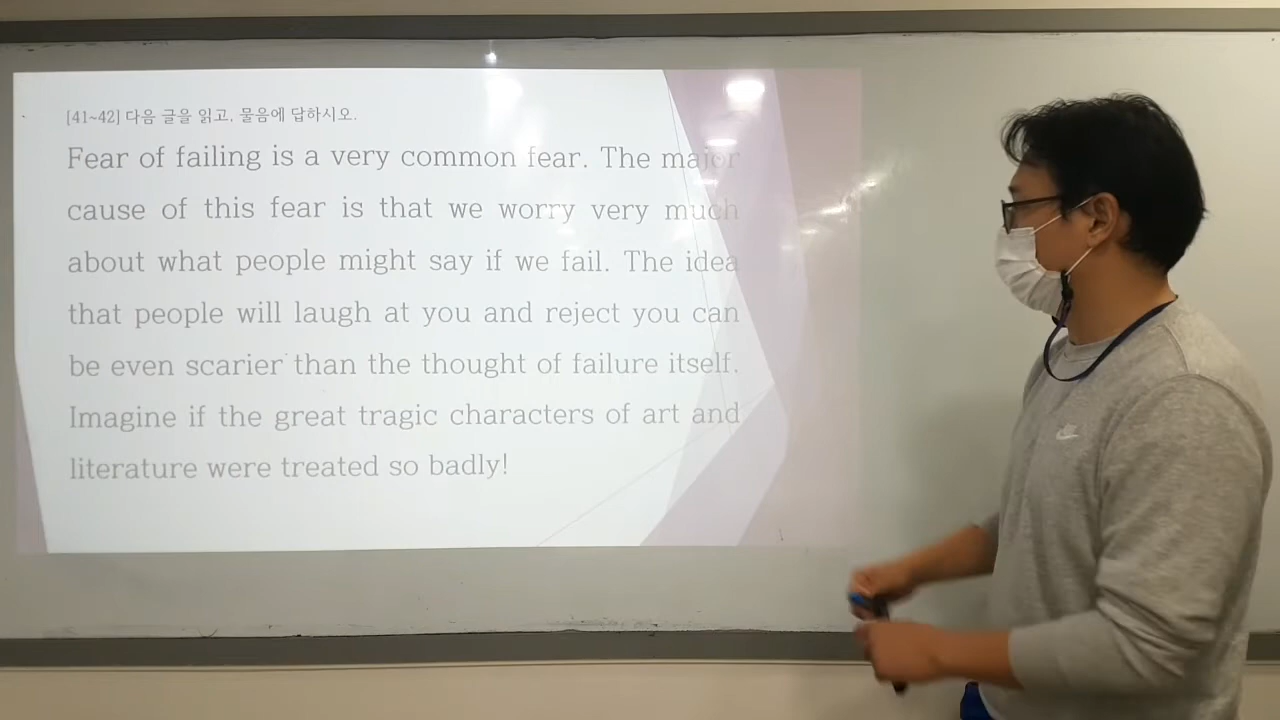 [41~42] 다음 글을 읽고, 물음에 답하시오.
Fear of failing is a very common fear. The major
cause of this fear is that we worry very much
about what people might say if we fail. The idea
that people will laugh at you and reject you can
be even scarier than the thought of failure itself.
Imagine if the great tragic characters of art and
literature were treated so badly!